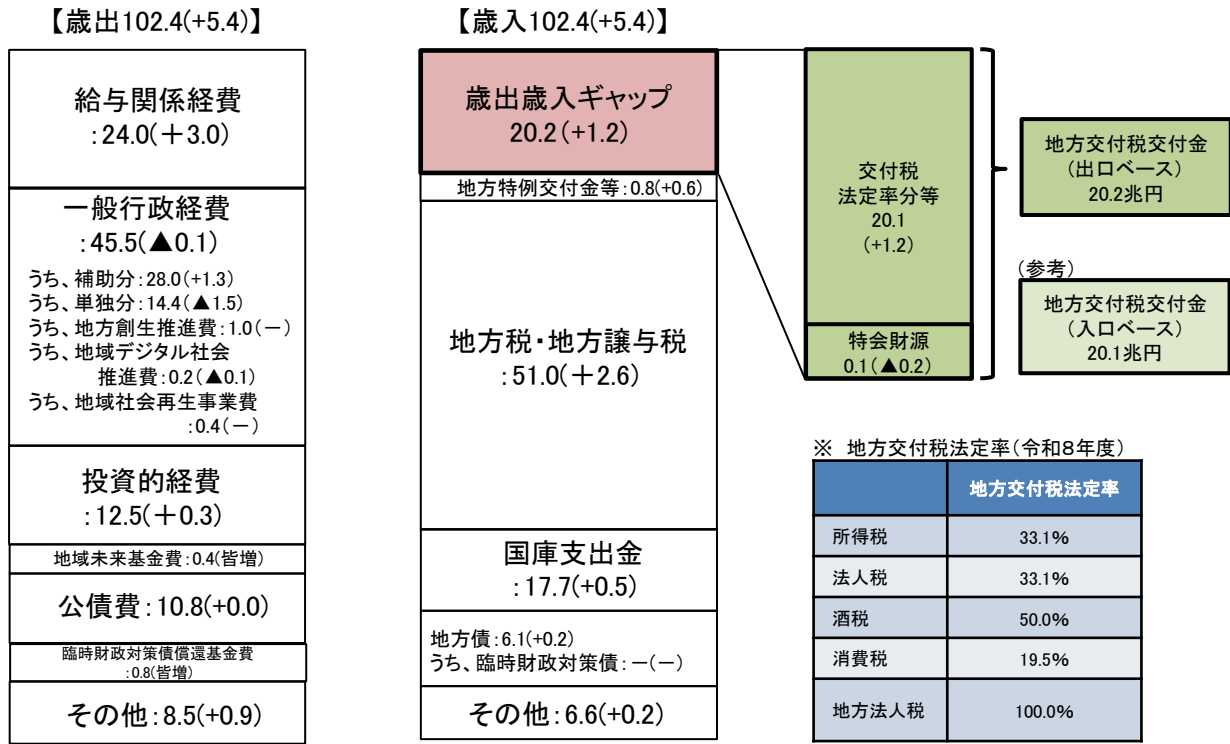 【歳出102.4(+5.4)】
給与関係経費
：24.0(＋3.0)
一般行政経費
：45.5(▲0.1)
うち、補助分：28.0(+1.3)
うち、単独分：14.4(▲1.5)
うち、地方創生推進費：1.0(－)
うち、地域デジタル社会
推進費：0.2(▲0.1)
うち、地域社会再生事業費
：0.4(－)
投資的経費
：12.5(＋0.3)
地域未来基金費：0.4(皆増)
公債費：10.8(+0.0)
臨時財政対策債償還基金費
：0.8(皆増)
その他：8.5(+0.9)
【歳入102.4(+5.4)】
歳出歳入ギャップ
20.2(+1.2)
地方特例交付金等：0.8(+0.6)
地方税・地方譲与税
：51.0(＋2.6)
国庫支出金
：17.7(+0.5)
地方債：6.1(+0.2)
うち、臨時財政対策債：－(－)
その他：6.6(+0.2)
交付税
法定率分等
20.1
(+1.2)
特会財源
0.1(▲0.2)
地方交付税交付金
(出口ベース)
20.2兆円
(参考)
地方交付税交付金
(入口ベース)
20.1兆円
※ 地方交付税法定率(令和８年度)
地方交付税法定率
所得税 33.1%
法人税 33.1%
酒税 50.0%
消費税 19.5%
地方法人税 100.0%